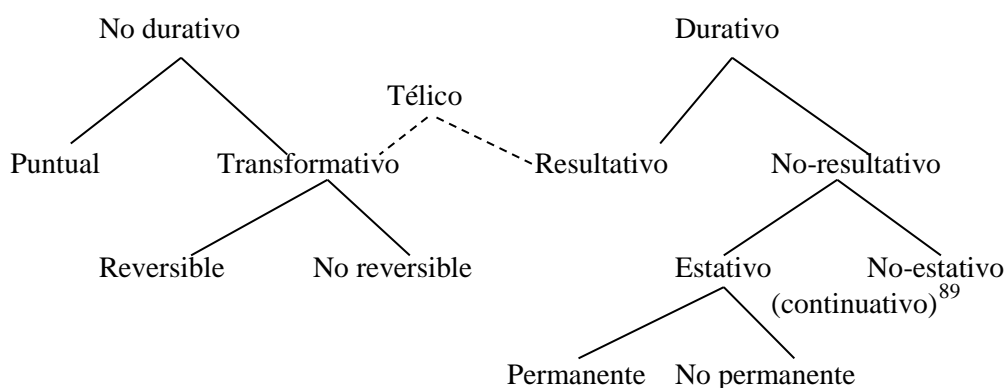 No durativo Durativo
Télico
Puntual Transformativo Resultativo No-resultativo
Reversible No reversible Estativo No-estativo
(continuativo)89
Permanente No permanente